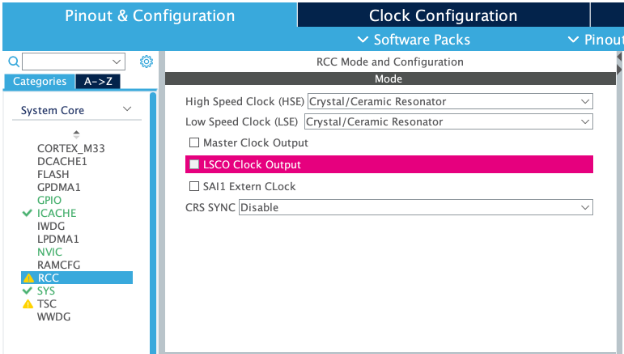 Pinout & Configuration
Clock Configuration
Software Packs
Pinout
Categories
A->Z
System Core
CORTEX_M33
DCACHE1
FLASH
GPDMA1
GPIO
ICACHE
IWDG
LPDMA1
NVIC
RAMCFG
RCC
SYS
TSC
WWDG
RCC Mode and Configuration
Mode
High Speed Clock (HSE) Crystal/Ceramic Resonator
Low Speed Clock (LSE) Crystal/Ceramic Resonator
Master Clock Output
LSCO Clock Output
SAI1 Extern CLock
CRS SYNC Disable